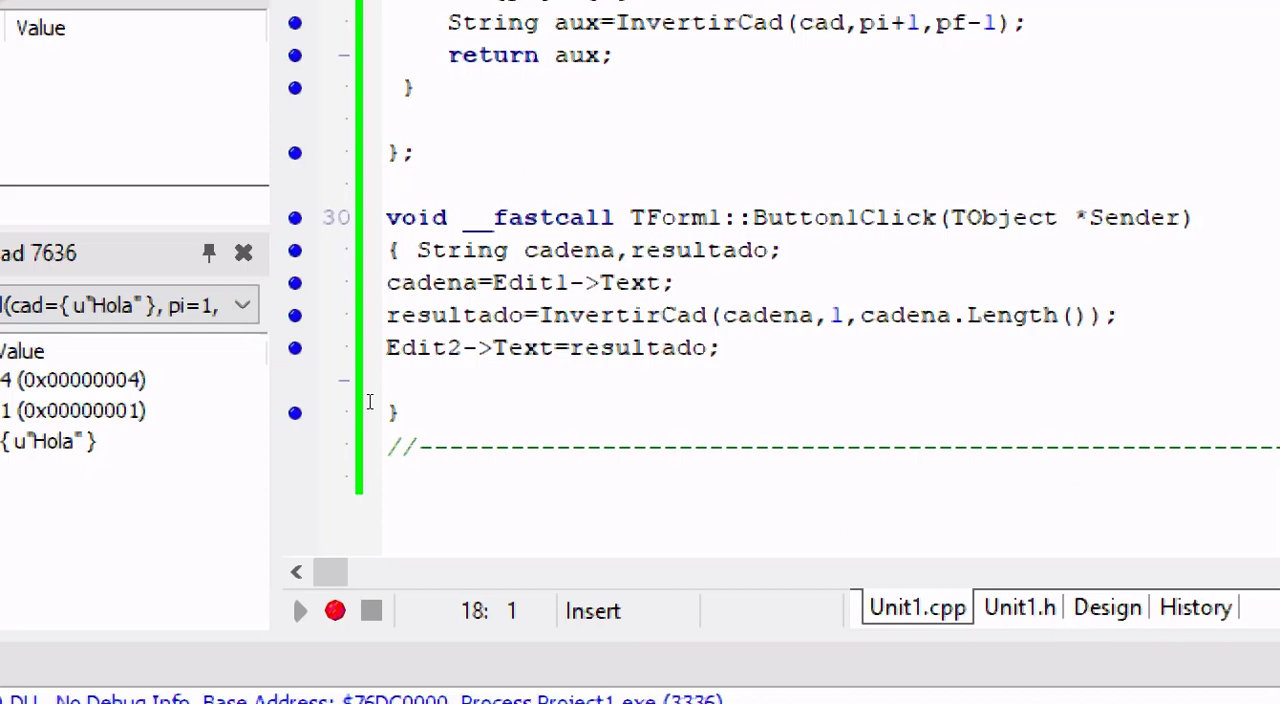 Value
String aux=InvertirCad(cad,pi+1,pf-1);
return aux;
}
};
30 void __fastcall TForm1::Button1Click(TObject *Sender)
{ String cadena,resultado;
cadena=Edit1->Text;
resultado=InvertirCad(cadena,1,cadena.Length());
Edit2->Text=resultado;
}
//--------------------------------------------------------
ad 7636
(cad={ u"Hola" }, pi=1,
Value
4 (0x00000004)
1 (0x00000001)
{ u"Hola" }
18: 1 Insert
Unit1.cpp Unit1.h Design History
DLL. No Debug Info. Base Address: $76DC0000. Process Project1.exe (3336)